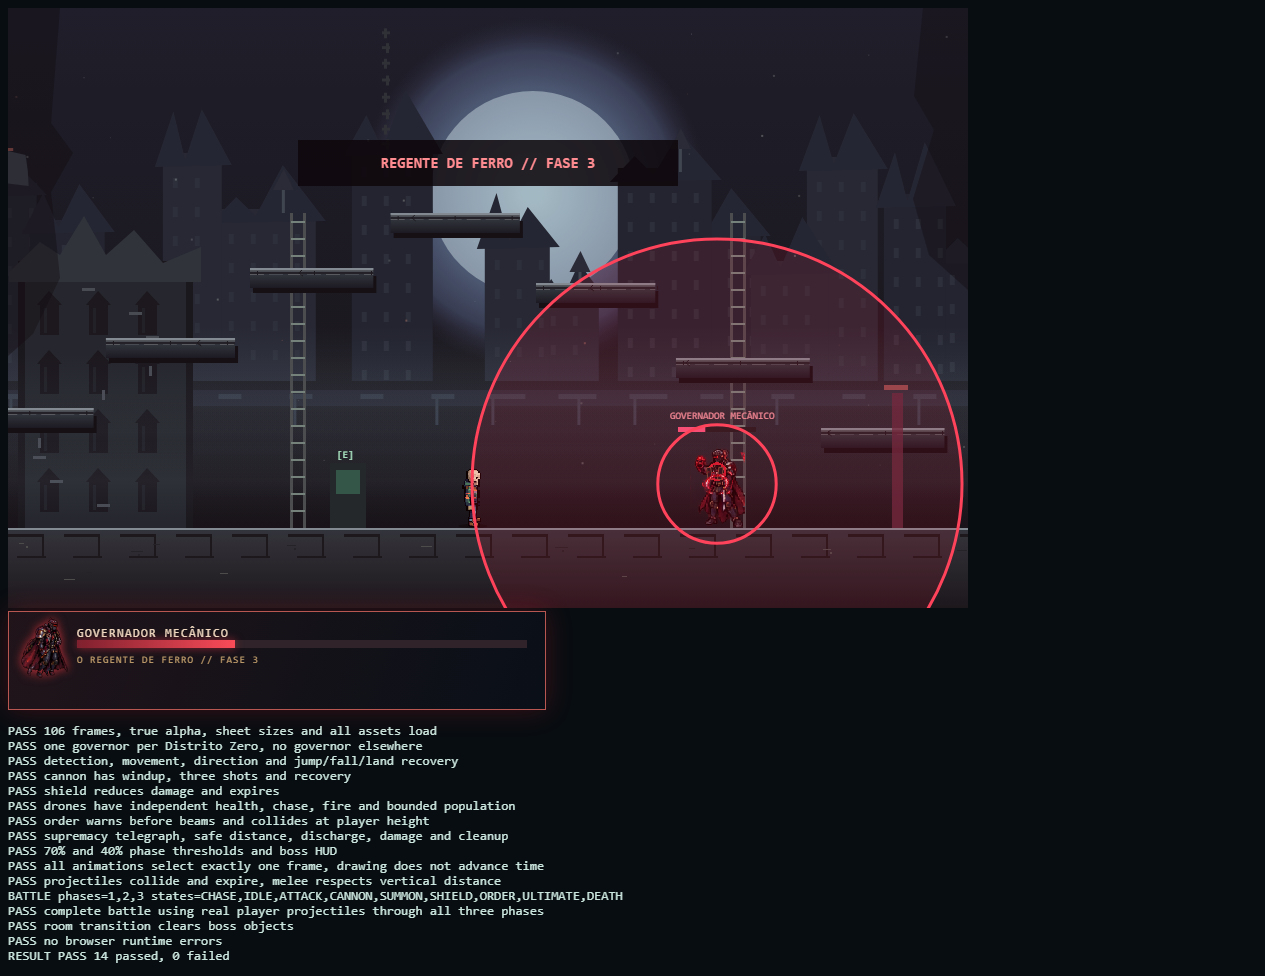 REGENTE DE FERRO // FASE 3
GOVERNADOR MECÂNICO
[E]
GOVERNADOR MECÂNICO
O REGENTE DE FERRO // FASE 3
PASS 106 frames, true alpha, sheet sizes and all assets load
PASS one governor per Distrito Zero, no governor elsewhere
PASS detection, movement, direction and jump/fall/land recovery
PASS cannon has windup, three shots and recovery
PASS shield reduces damage and expires
PASS drones have independent health, chase, fire and bounded population
PASS order warns before beams and collides at player height
PASS supremacy telegraph, safe distance, discharge, damage and cleanup
PASS 70% and 40% phase thresholds and boss HUD
PASS all animations select exactly one frame, drawing does not advance time
PASS projectiles collide and expire, melee respects vertical distance
BATTLE phases=1,2,3 states=CHASE,IDLE,ATTACK,CANNON,SUMMON,SHIELD,ORDER,ULTIMATE,DEATH
PASS complete battle using real player projectiles through all three phases
PASS room transition clears boss objects
PASS no browser runtime errors
RESULT PASS 14 passed, 0 failed